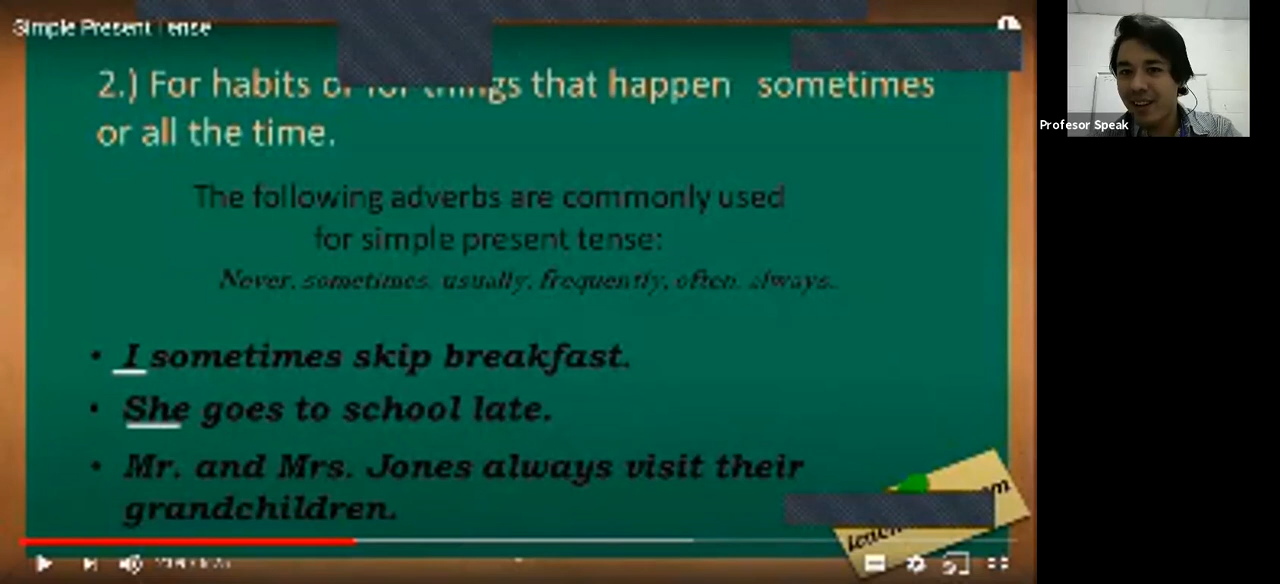 Simple Present Tense
2.) For habits or for things that happen sometimes
or all the time.
Profesor Speak
The following adverbs are commonly used
for simple present tense:
Never, sometimes, usually, frequently, often, always.
• I sometimes skip breakfast.
• She goes to school late.
• Mr. and Mrs. Jones always visit their
grandchildren.